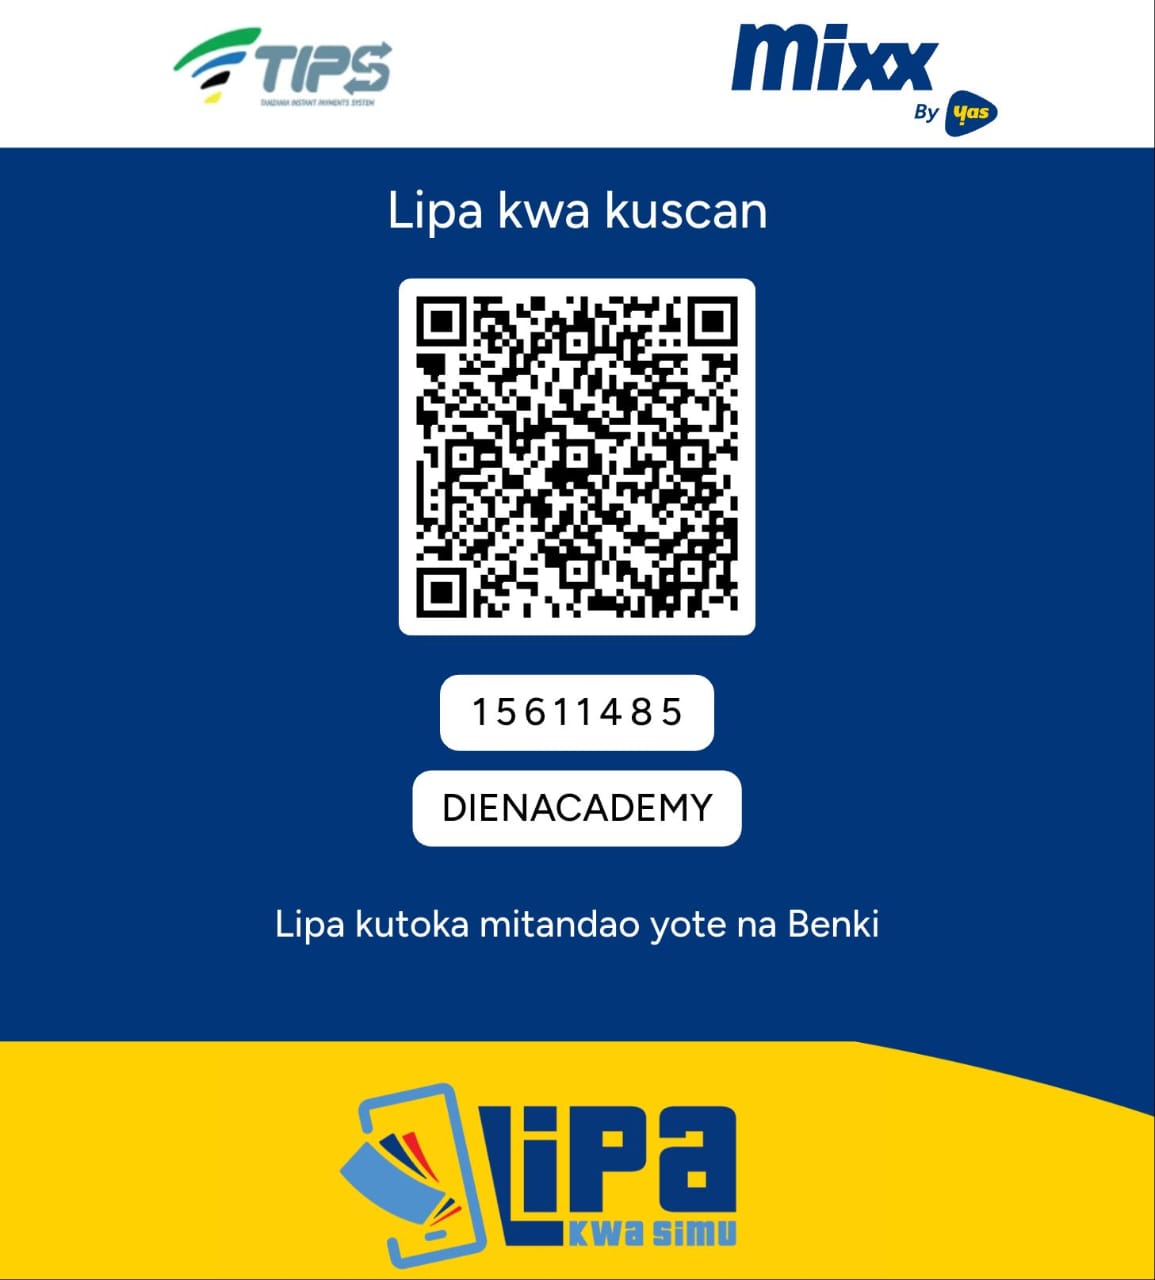 TIPS
TANZANIA INSTANT PAYMENTS SYSTEM
Mixx
By yas
Lipa kwa kuscan
15611485
DIENACADEMY
Lipa kutoka mitandao yote na Benki
LiPa
KWa SiMU